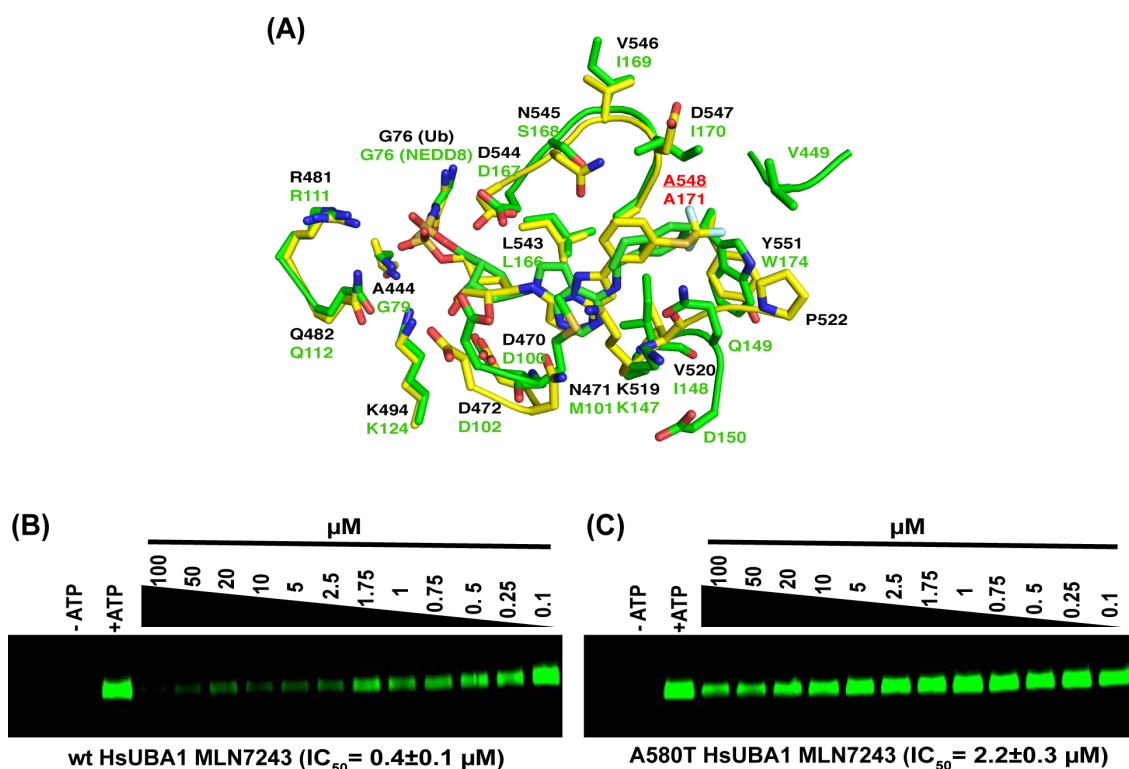 (A)
V546
I169
N545
S168
D547
I170
G76 (Ub)
G76 (NEDD8)
D544
D167
V449
R481
R111
A548
A171
L543
L166
Y551
W174
A444
G79
P522
Q482
Q112
D470
D100
Q149
V520
I148
N471
M101
K519
K147
K494
K124
D472
D102
D150
(B)
µM
- ATP
+ATP
100
50
20
10
5
2.5
1.75
1
0.75
0. 5
0.25
0.1
wt HsUBA1 MLN7243 (IC50= 0.4±0.1 µM)
(C)
µM
- ATP
+ATP
100
50
20
10
5
2.5
1.75
1
0.75
0. 5
0.25
0.1
A580T HsUBA1 MLN7243 (IC50= 2.2±0.3 µM)